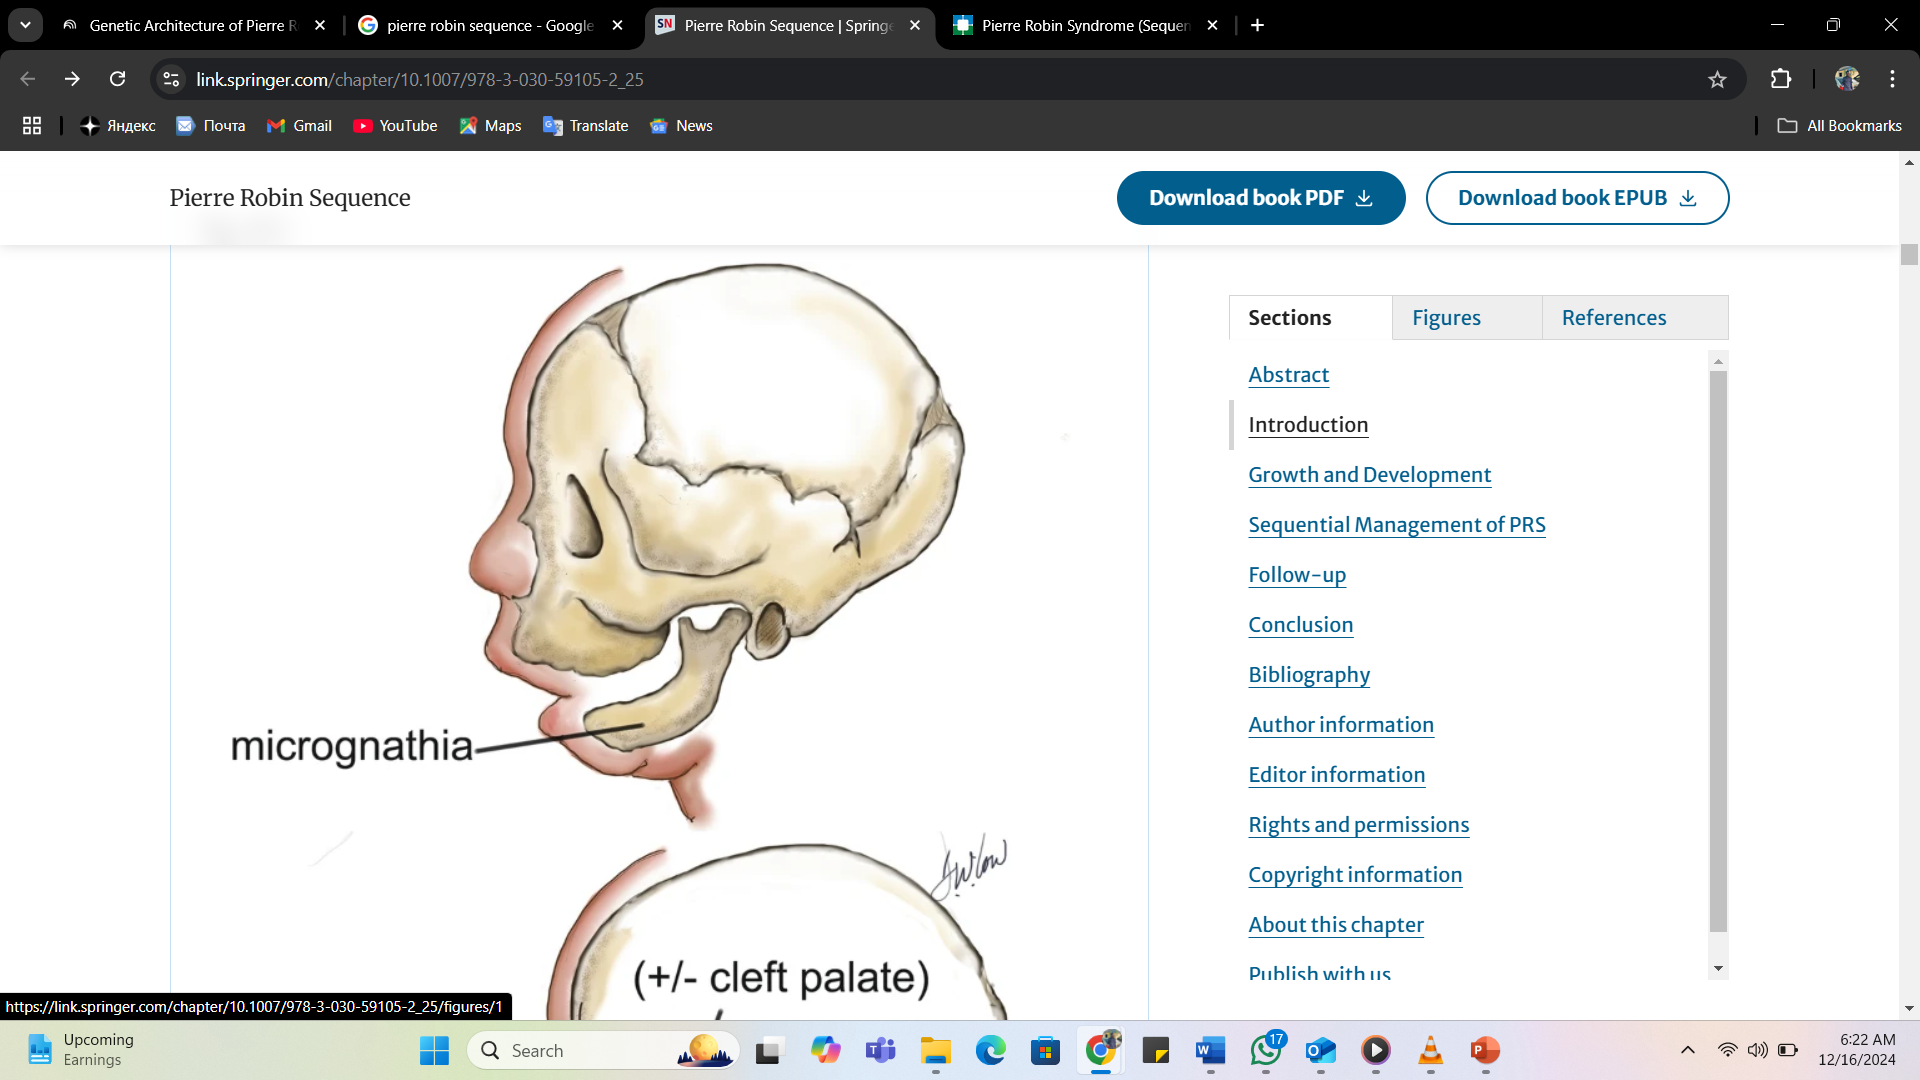 Genetic Architecture of Pierre R
pierre robin sequence - Google
Pierre Robin Sequence | Springe
Pierre Robin Syndrome (Sequen
link.springer.com/chapter/10.1007/978-3-030-59105-2_25
Яндекс
Почта
Gmail
YouTube
Maps
Translate
News
All Bookmarks
Pierre Robin Sequence
Download book PDF
Download book EPUB
Sections
Figures
References
Abstract
Introduction
Growth and Development
Sequential Management of PRS
Follow-up
Conclusion
Bibliography
Author information
Editor information
Rights and permissions
Copyright information
About this chapter
Publish with us
micrognathia
(+/- cleft palate)
https://link.springer.com/chapter/10.1007/978-3-030-59105-2_25/figures/1
Upcoming
Earnings
Search
17
6:22 AM
12/16/2024